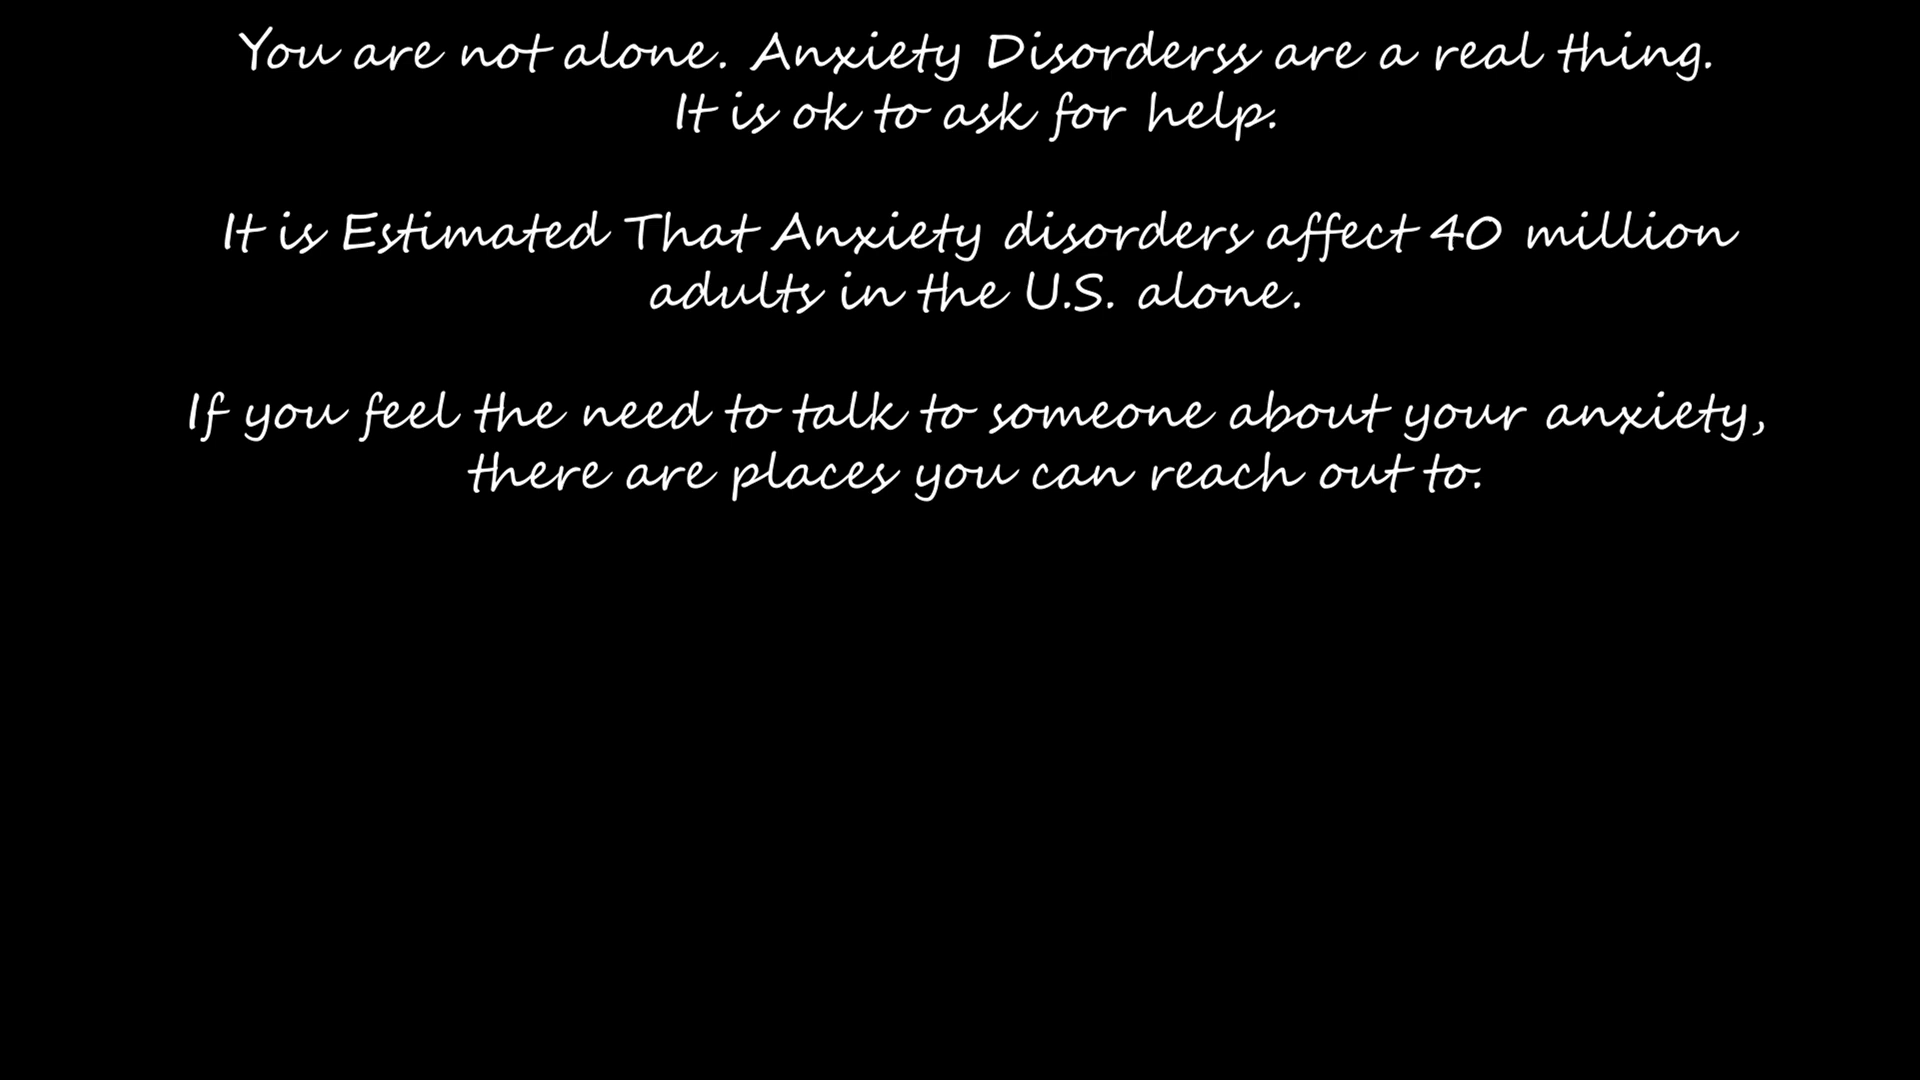 You are not alone. Anxiety Disorderss are a real thing.
It is ok to ask for help.
It is Estimated That Anxiety disorders affect 40 million
adults in the U.S. alone.
If you feel the need to talk to someone about your anxiety,
there are places you can reach out to.